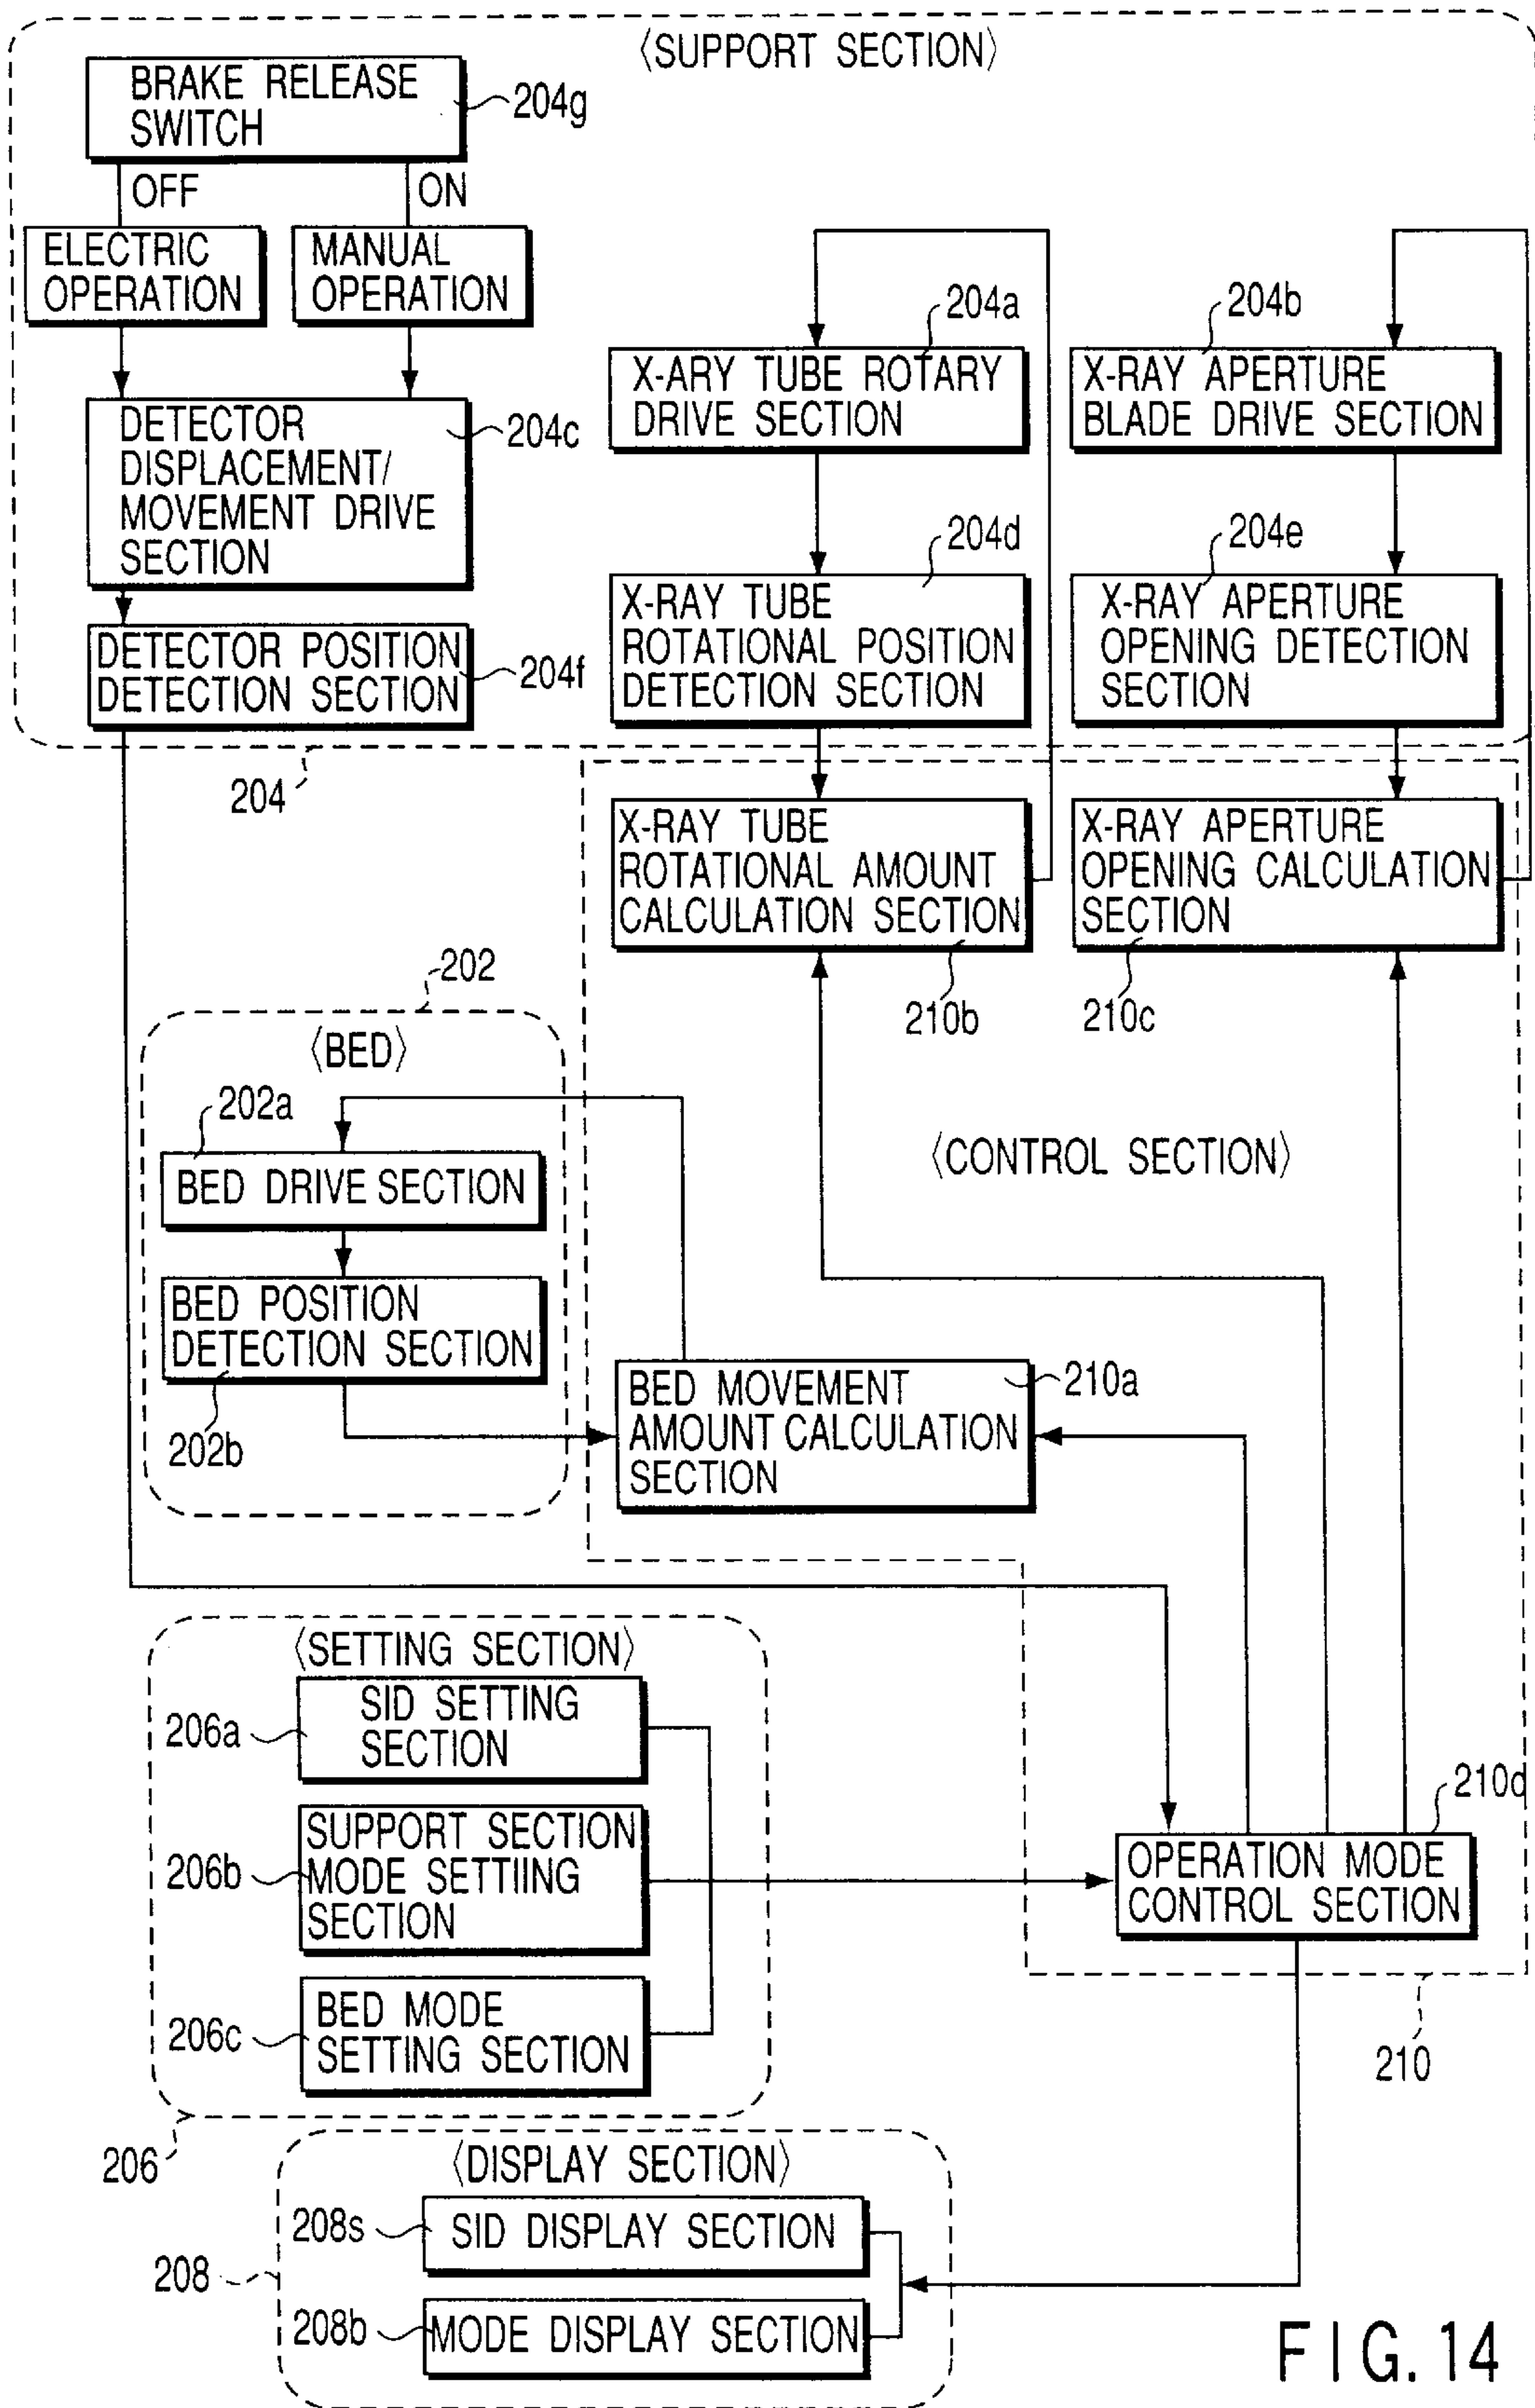 〈SUPPORT SECTION〉
BRAKE RELEASE
SWITCH
204g
OFF
ON
ELECTRIC
OPERATION
MANUAL
OPERATION
DETECTOR
DISPLACEMENT/
MOVEMENT DRIVE
SECTION
204c
DETECTOR POSITION
DETECTION SECTION
204f
204
204a
X-ARY TUBE ROTARY
DRIVE SECTION
204b
X-RAY APERTURE
BLADE DRIVE SECTION
204d
X-RAY TUBE
ROTATIONAL POSITION
DETECTION SECTION
204e
X-RAY APERTURE
OPENING DETECTION
SECTION
X-RAY TUBE
ROTATIONAL AMOUNT
CALCULATION SECTION
210b
X-RAY APERTURE
OPENING CALCULATION
SECTION
210c
202
〈BED〉
202a
BED DRIVE SECTION
BED POSITION
DETECTION SECTION
202b
〈CONTROL SECTION〉
BED MOVEMENT
AMOUNT CALCULATION
SECTION
210a
〈SETTING SECTION〉
SID SETTING
SECTION
206a
SUPPORT SECTION
MODE SETTIING
SECTION
206b
BED MODE
SETTING SECTION
206c
206
210d
OPERATION MODE
CONTROL SECTION
210
〈DISPLAY SECTION〉
208s
SID DISPLAY SECTION
208
208b
MODE DISPLAY SECTION
FIG. 14